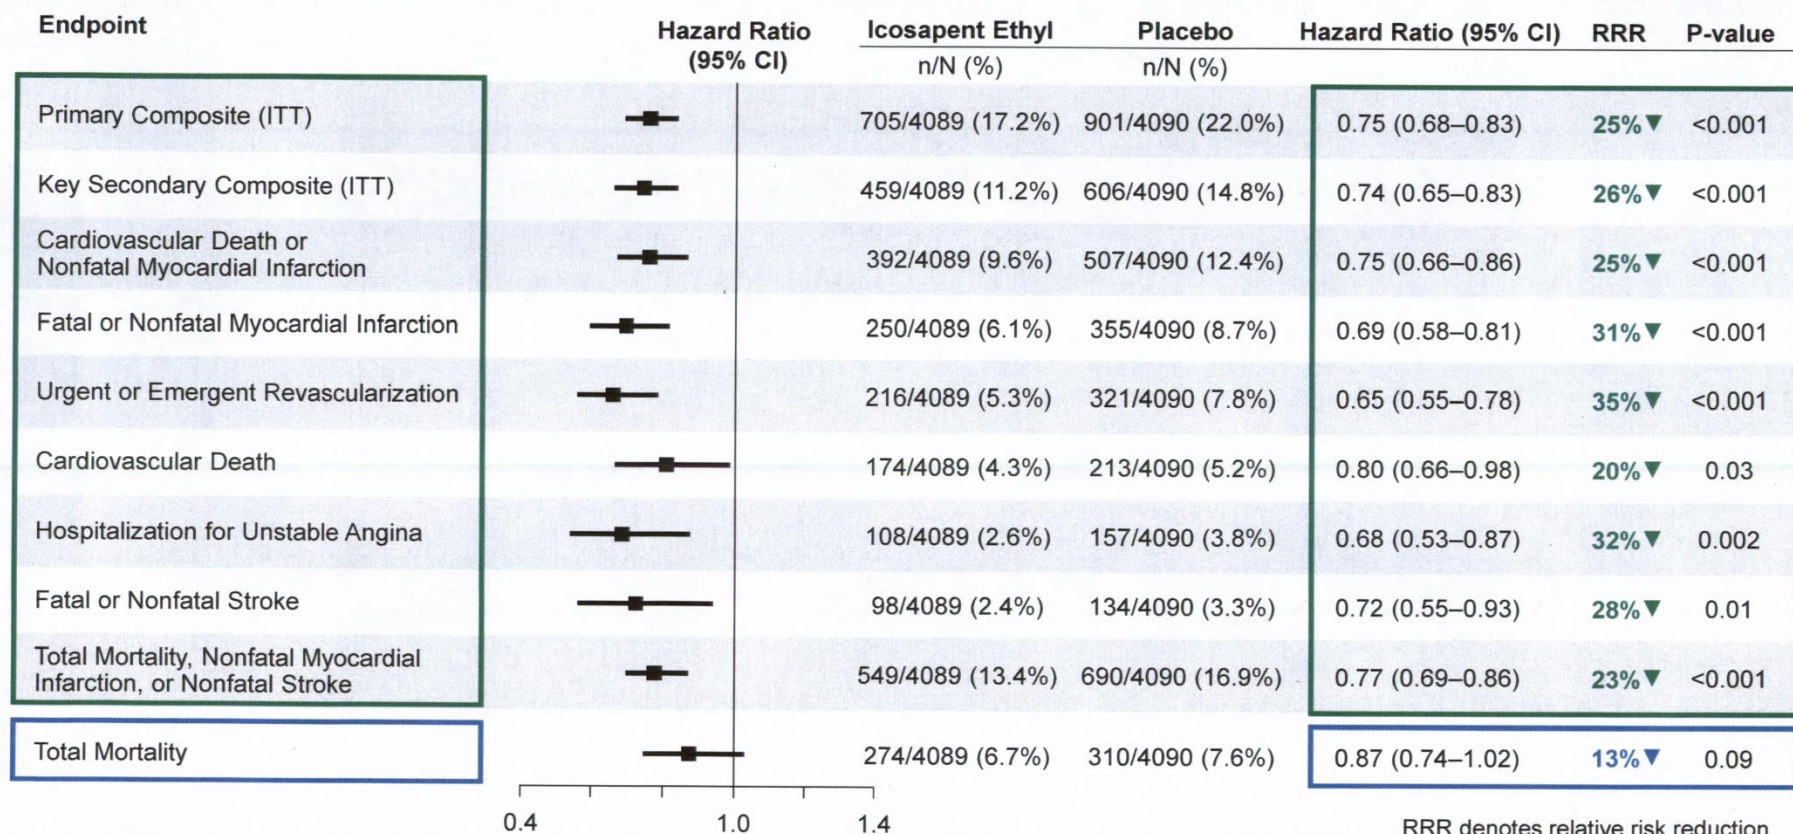 Endpoint Hazard Ratio (95% CI) Icosapent Ethyl n/N (%) Placebo n/N (%) Hazard Ratio (95% CI) RRR P-value
Primary Composite (ITT) 705/4089 (17.2%) 901/4090 (22.0%) 0.75 (0.68–0.83) 25%▼ <0.001
Key Secondary Composite (ITT) 459/4089 (11.2%) 606/4090 (14.8%) 0.74 (0.65–0.83) 26%▼ <0.001
Cardiovascular Death or
Nonfatal Myocardial Infarction 392/4089 (9.6%) 507/4090 (12.4%) 0.75 (0.66–0.86) 25%▼ <0.001
Fatal or Nonfatal Myocardial Infarction 250/4089 (6.1%) 355/4090 (8.7%) 0.69 (0.58–0.81) 31%▼ <0.001
Urgent or Emergent Revascularization 216/4089 (5.3%) 321/4090 (7.8%) 0.65 (0.55–0.78) 35%▼ <0.001
Cardiovascular Death 174/4089 (4.3%) 213/4090 (5.2%) 0.80 (0.66–0.98) 20%▼ 0.03
Hospitalization for Unstable Angina 108/4089 (2.6%) 157/4090 (3.8%) 0.68 (0.53–0.87) 32%▼ 0.002
Fatal or Nonfatal Stroke 98/4089 (2.4%) 134/4090 (3.3%) 0.72 (0.55–0.93) 28%▼ 0.01
Total Mortality, Nonfatal Myocardial
Infarction, or Nonfatal Stroke 549/4089 (13.4%) 690/4090 (16.9%) 0.77 (0.69–0.86) 23%▼ <0.001
Total Mortality 274/4089 (6.7%) 310/4090 (7.6%) 0.87 (0.74–1.02) 13%▼ 0.09
0.4 1.0 1.4
RRR denotes relative risk reduction